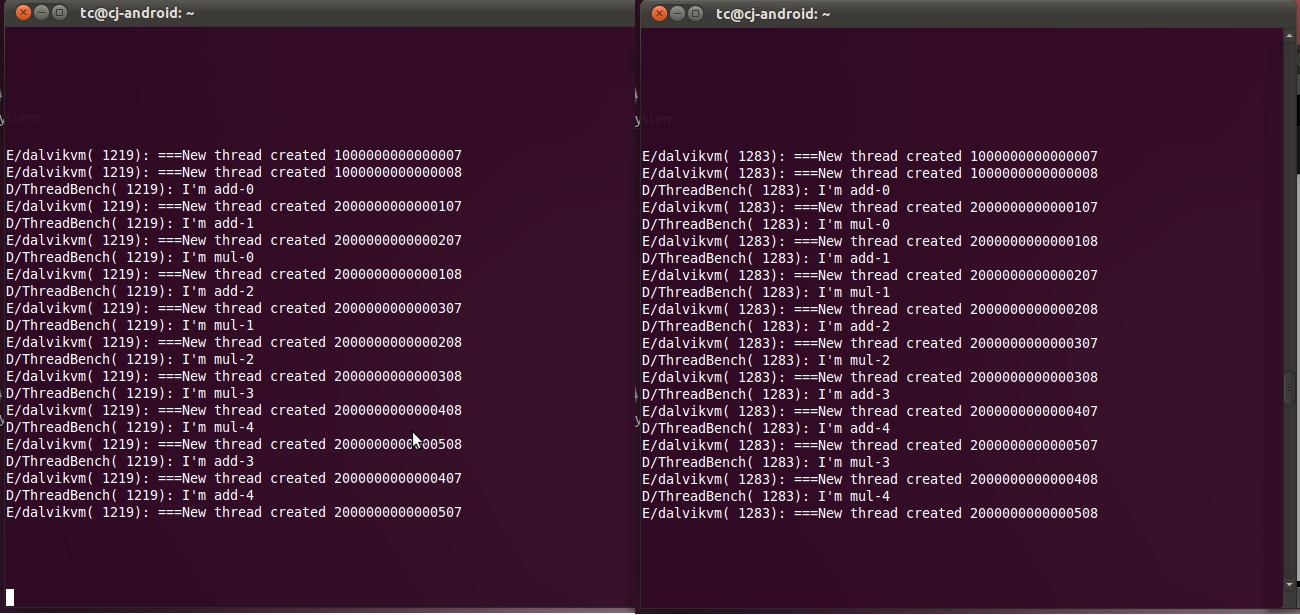 tc@cj-android: ~
ystem
E/dalvikvm( 1219): ===New thread created 1000000000000007
E/dalvikvm( 1219): ===New thread created 1000000000000008
D/ThreadBench( 1219): I'm add-0
E/dalvikvm( 1219): ===New thread created 2000000000000107
D/ThreadBench( 1219): I'm add-1
E/dalvikvm( 1219): ===New thread created 2000000000000207
D/ThreadBench( 1219): I'm mul-0
E/dalvikvm( 1219): ===New thread created 2000000000000108
D/ThreadBench( 1219): I'm add-2
E/dalvikvm( 1219): ===New thread created 2000000000000307
D/ThreadBench( 1219): I'm mul-1
E/dalvikvm( 1219): ===New thread created 2000000000000208
D/ThreadBench( 1219): I'm mul-2
E/dalvikvm( 1219): ===New thread created 2000000000000308
D/ThreadBench( 1219): I'm mul-3
E/dalvikvm( 1219): ===New thread created 2000000000000408
D/ThreadBench( 1219): I'm mul-4
E/dalvikvm( 1219): ===New thread created 2000000000000508
D/ThreadBench( 1219): I'm add-3
E/dalvikvm( 1219): ===New thread created 2000000000000407
D/ThreadBench( 1219): I'm add-4
E/dalvikvm( 1219): ===New thread created 2000000000000507
tc@cj-android: ~
ystem
E/dalvikvm( 1283): ===New thread created 1000000000000007
E/dalvikvm( 1283): ===New thread created 1000000000000008
D/ThreadBench( 1283): I'm add-0
E/dalvikvm( 1283): ===New thread created 2000000000000107
D/ThreadBench( 1283): I'm mul-0
E/dalvikvm( 1283): ===New thread created 2000000000000108
D/ThreadBench( 1283): I'm add-1
E/dalvikvm( 1283): ===New thread created 2000000000000207
D/ThreadBench( 1283): I'm mul-1
E/dalvikvm( 1283): ===New thread created 2000000000000208
D/ThreadBench( 1283): I'm add-2
E/dalvikvm( 1283): ===New thread created 2000000000000307
D/ThreadBench( 1283): I'm mul-2
E/dalvikvm( 1283): ===New thread created 2000000000000308
D/ThreadBench( 1283): I'm add-3
E/dalvikvm( 1283): ===New thread created 2000000000000407
D/ThreadBench( 1283): I'm add-4
E/dalvikvm( 1283): ===New thread created 2000000000000507
D/ThreadBench( 1283): I'm mul-3
E/dalvikvm( 1283): ===New thread created 2000000000000408
D/ThreadBench( 1283): I'm mul-4
E/dalvikvm( 1283): ===New thread created 2000000000000508